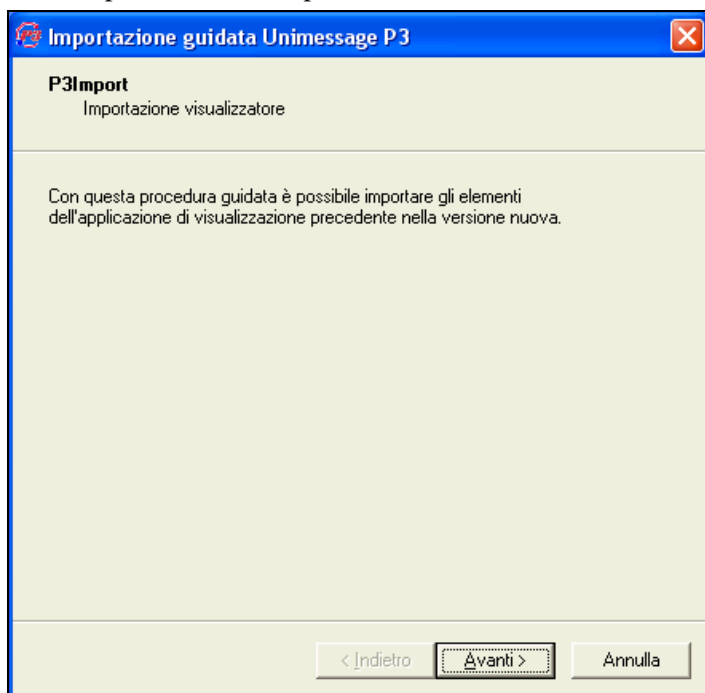 Importazione guidata Unimessage P3
P3Import
Importazione visualizzatore
Con questa procedura guidata è possibile importare gli elementi
dell'applicazione di visualizzazione precedente nella versione nuova.
< Indietro Avanti > Annulla